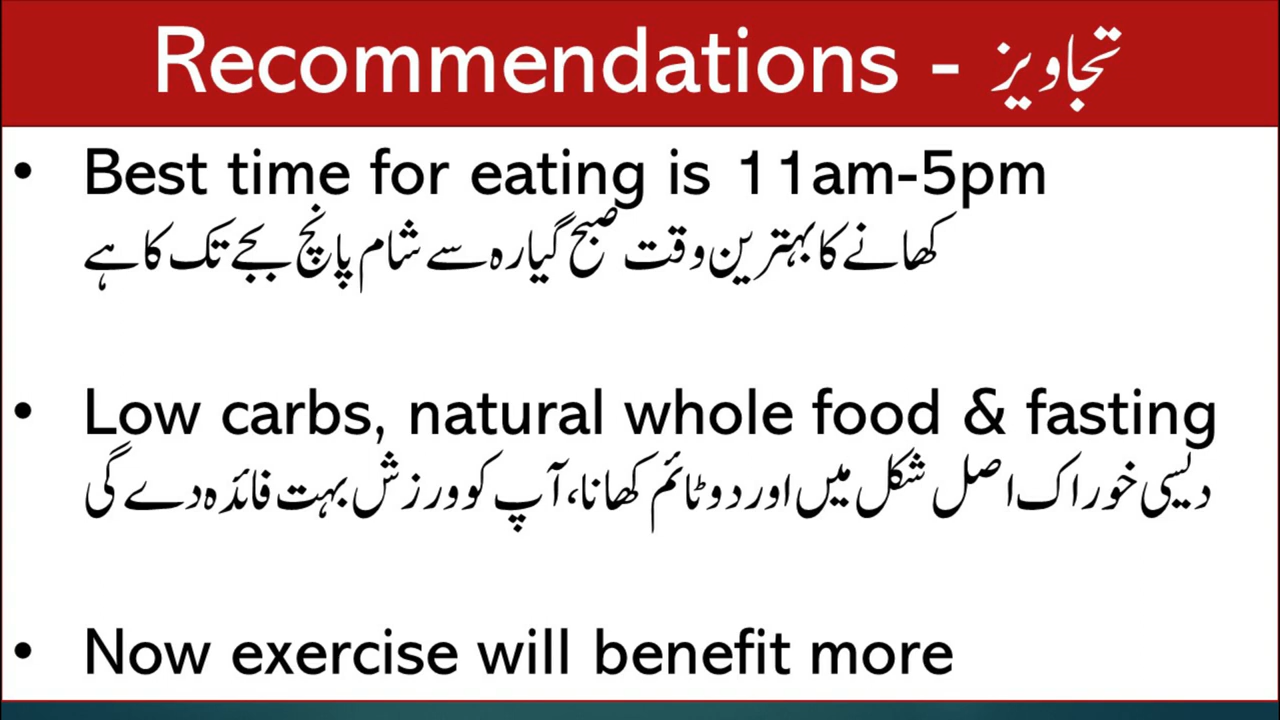 Recommendations - تجاویز
• Best time for eating is 11am-5pm
کھانے کا بہترین وقت صبح گیارہ سے شام پانچ بجے تک کا ہے
• Low carbs, natural whole food & fasting
دیسی خوراک اصل شکل میں اور دو ٹائم کھانا، آپ کو ورزش بہت فائدہ دے گی
• Now exercise will benefit more